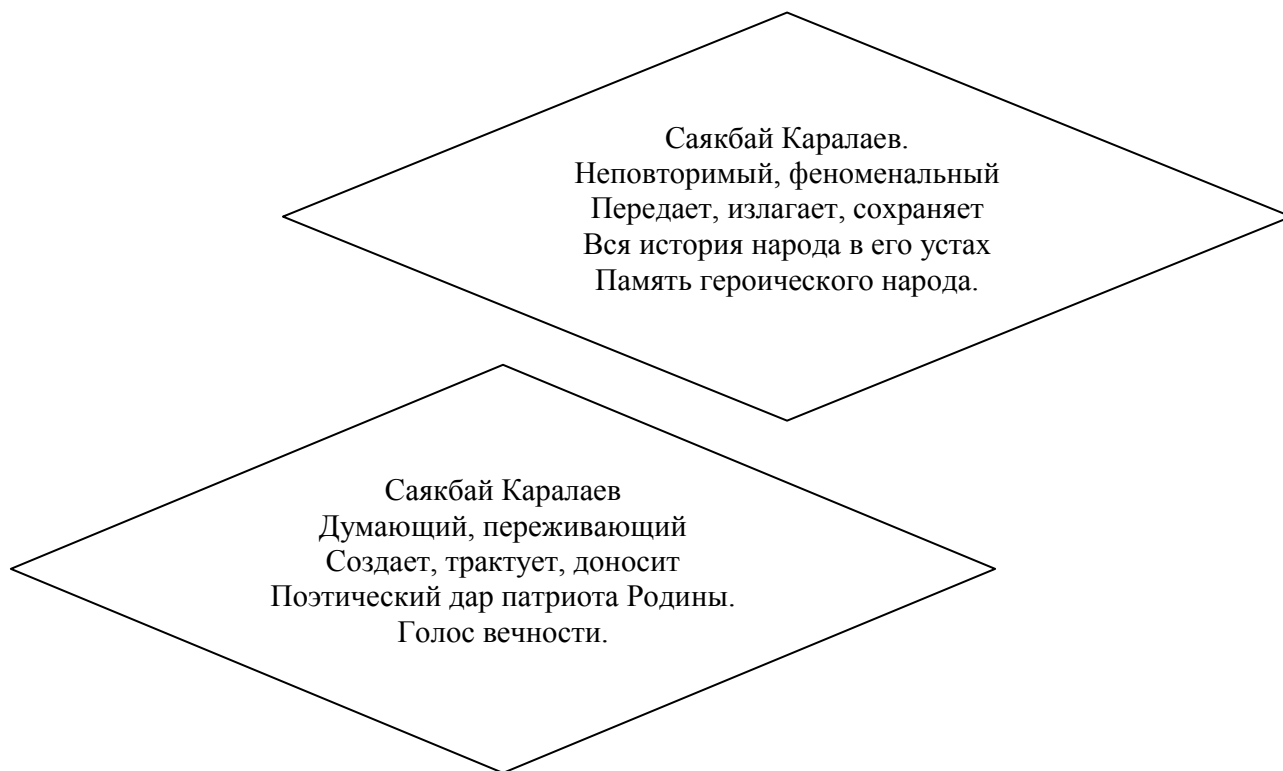 Саякбай Каралаев.
Неповторимый, феноменальный
Передает, излагает, сохраняет
Вся история народа в его устах
Память героического народа.
Саякбай Каралаев
Думающий, переживающий
Создает, трактует, доносит
Поэтический дар патриота Родины.
Голос вечности.